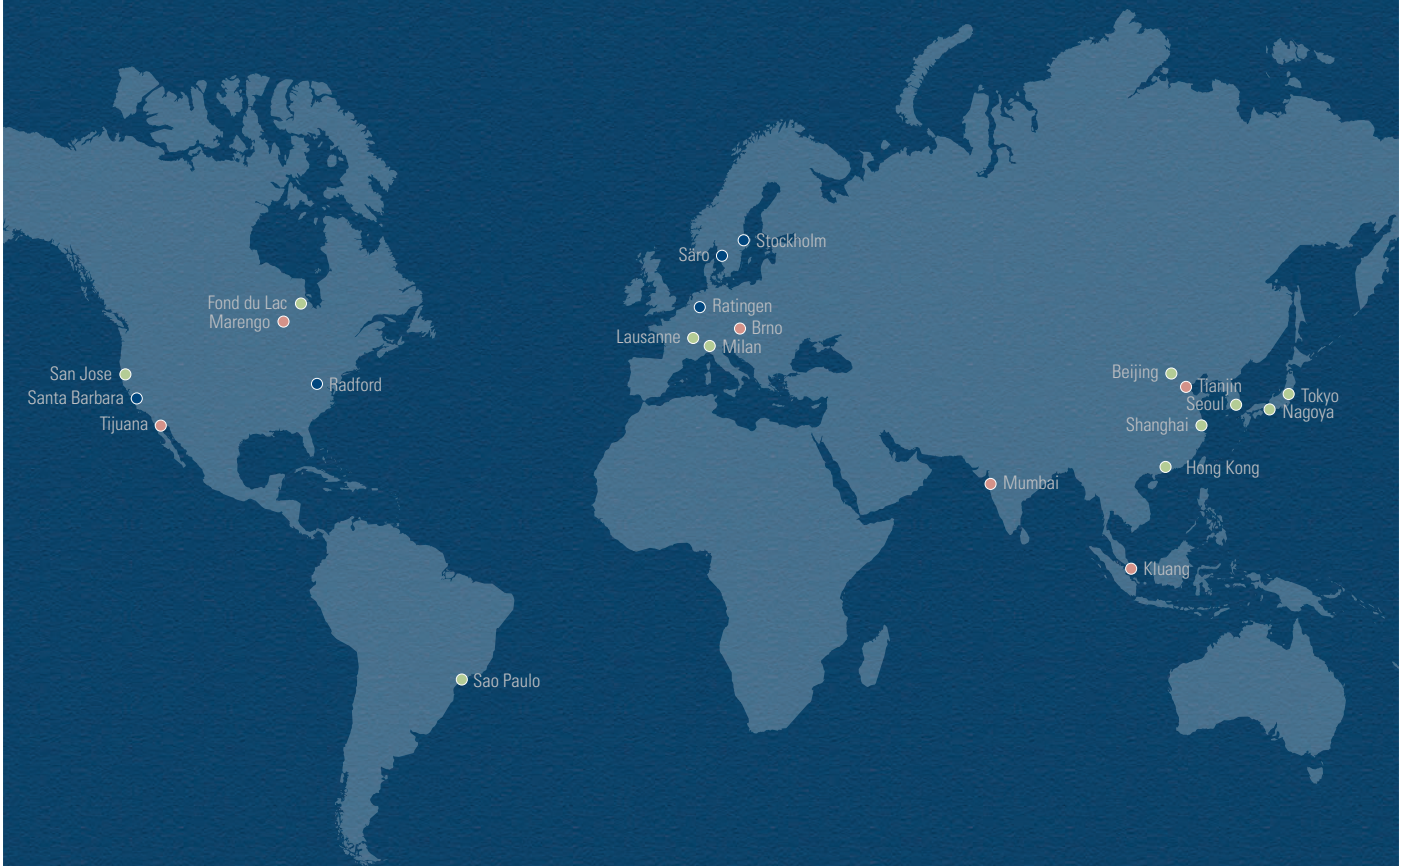 Stockholm
Säro
Fond du Lac
Marengo
Ratingen
Brno
Lausanne
Milan
San Jose
Santa Barbara
Radford
Tijuana
Beijing
Tianjin
Seoul
Tokyo
Nagoya
Shanghai
Hong Kong
Mumbai
Kluang
Sao Paulo